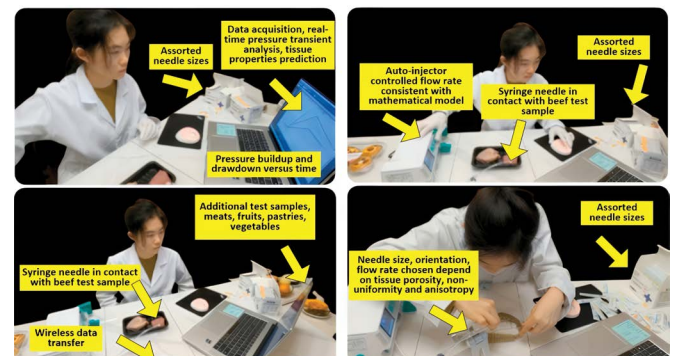 Data acquisition, real-
time pressure transient
analysis, tissue
properties prediction
Assorted
needle sizes
Pressure buildup and
drawdown versus time
Assorted
needle sizes
Auto-injector
controlled flow rate
consistent with
mathematical model
Syringe needle in
contact with beef test
sample
Additional test samples,
meats, fruits, pastries,
vegetables
Syringe needle in contact
with beef test sample
Wireless data
transfer
Assorted
needle sizes
Needle size, orientation,
flow rate chosen depend
on tissue porosity, non-
uniformity and anisotropy